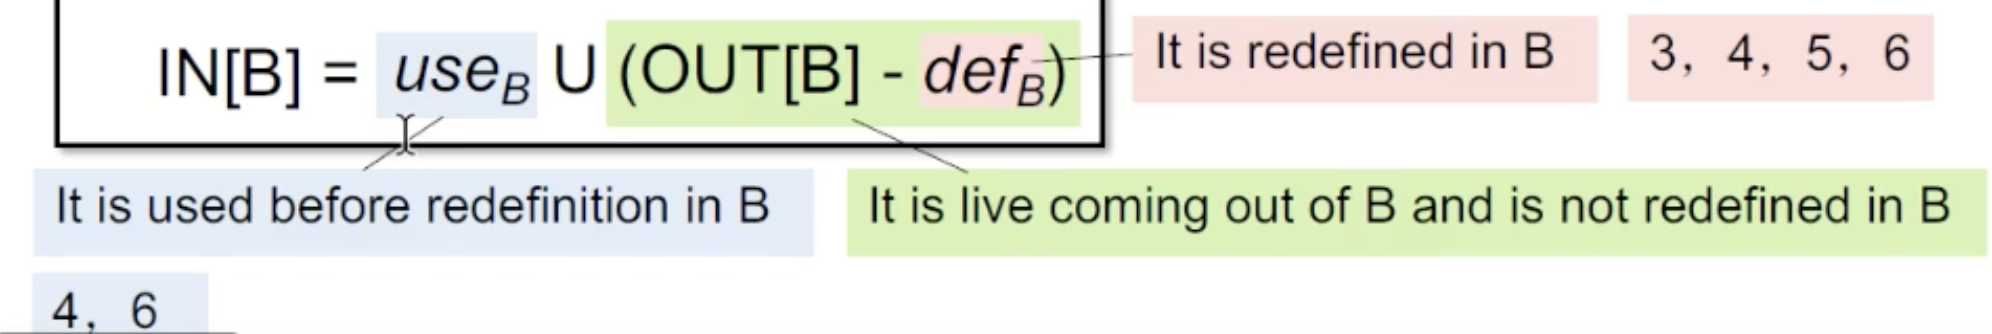 IN[B] = use_B U (OUT[B] - def_B)
It is redefined in B
3, 4, 5, 6
It is used before redefinition in B
It is live coming out of B and is not redefined in B
4, 6